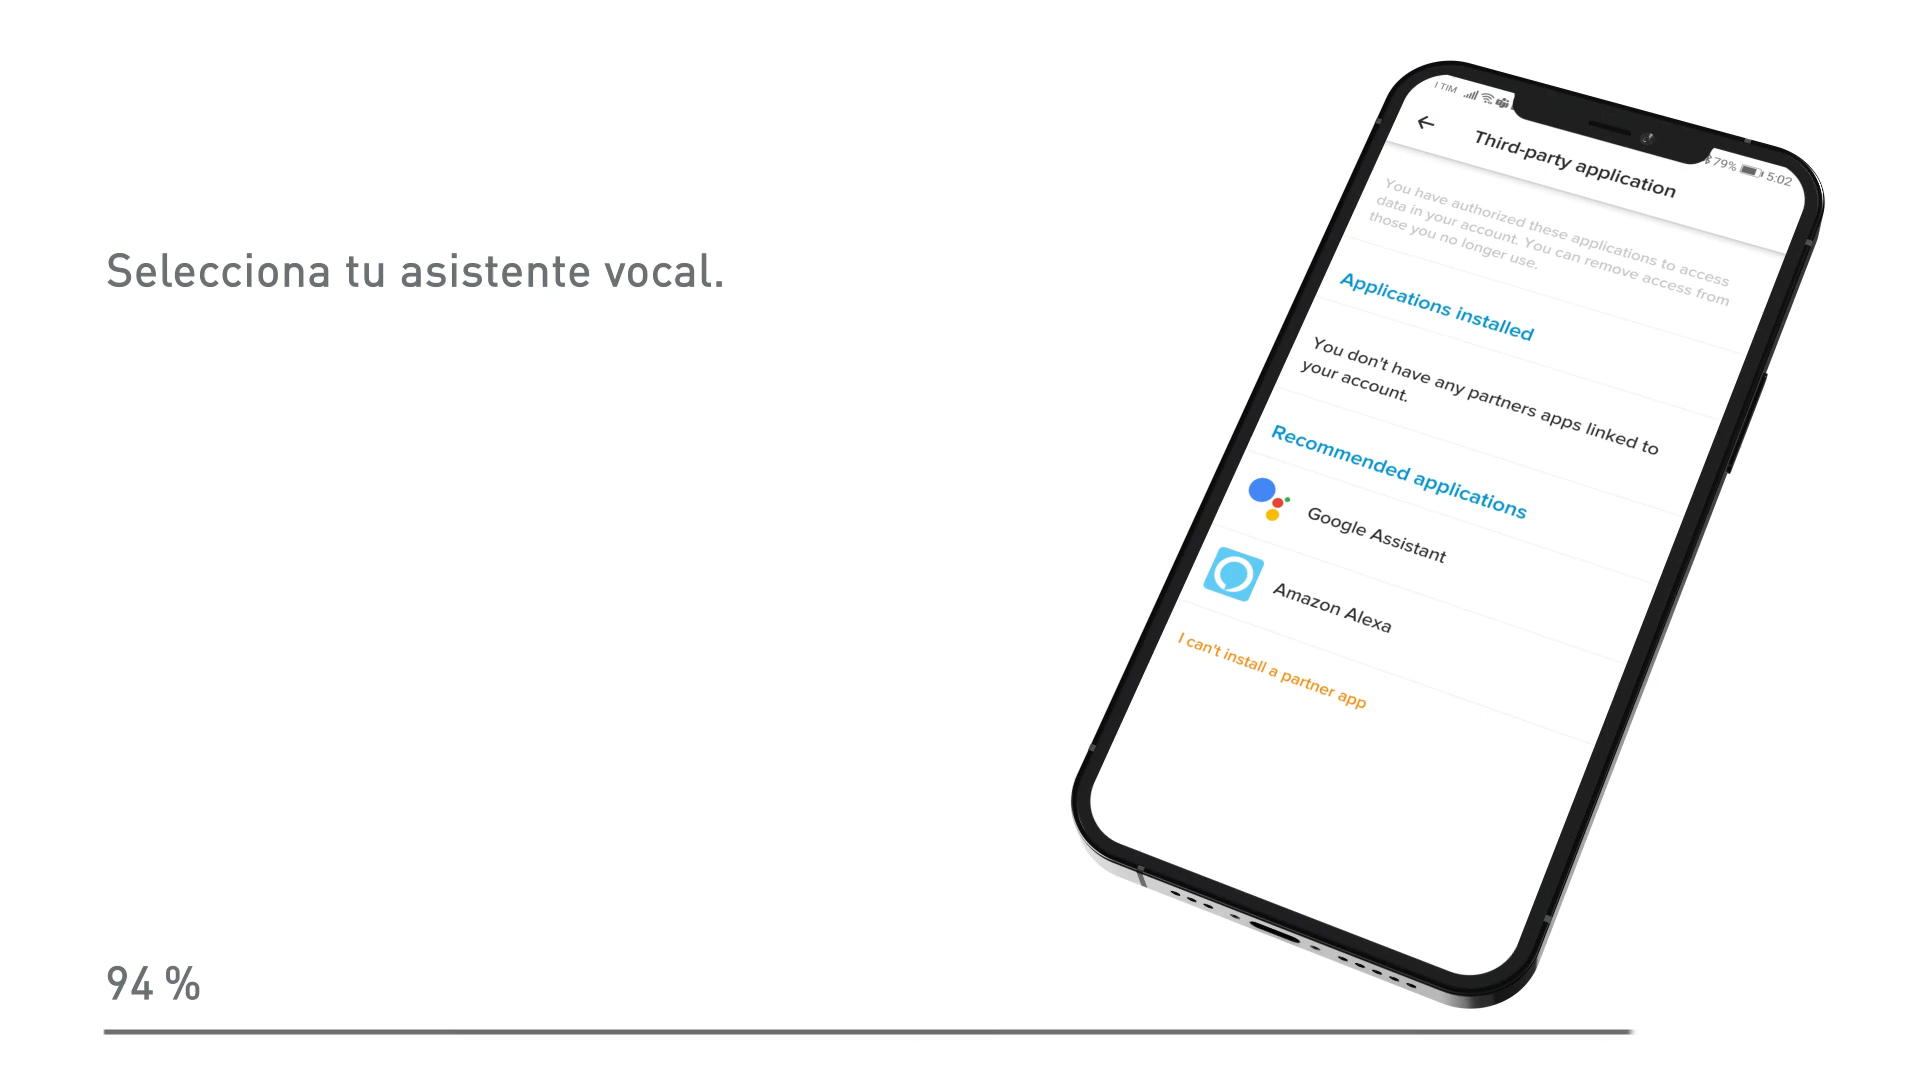 Selecciona tu asistente vocal.
I TIM
79% 5:02
Third-party application
You have authorized these applications to access
data in your account. You can remove access from
those you no longer use.
Applications installed
You don't have any partners apps linked to
your account.
Recommended applications
Google Assistant
Amazon Alexa
I can't install a partner app
94 %